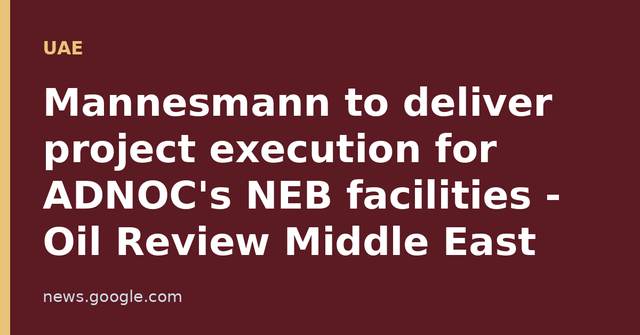 UAE
Mannesmann to deliver
project execution for
ADNOC's NEB facilities -
Oil Review Middle East
news.google.com